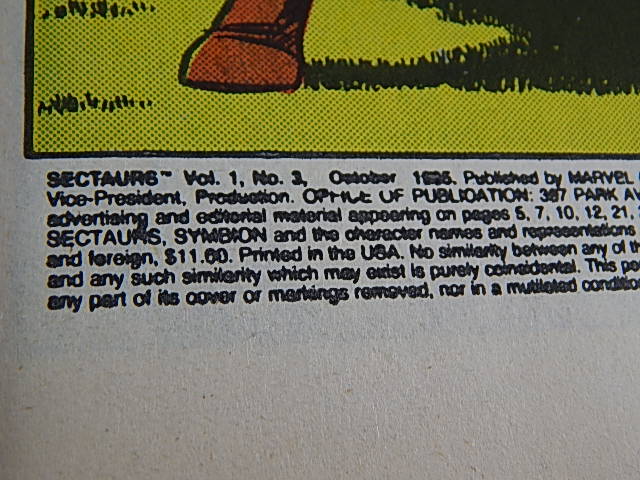 SECTAURS™ Vol. 1, No. 3, October 1985. Published by MARVEL
Vice-President, Production. OFFICE OF PUBLICATION: 387 PARK AV
advertising and editorial material appearing on pages 5, 7, 10, 12, 21,
SECTAURS, SYMBION and the character names and representations
and foreign, $11.60. Printed in the USA. No similarity between any of th
and any such similarity which may exist is purely coincidental. This pe
any part of its cover or markings removed, nor in a mutilated conditio